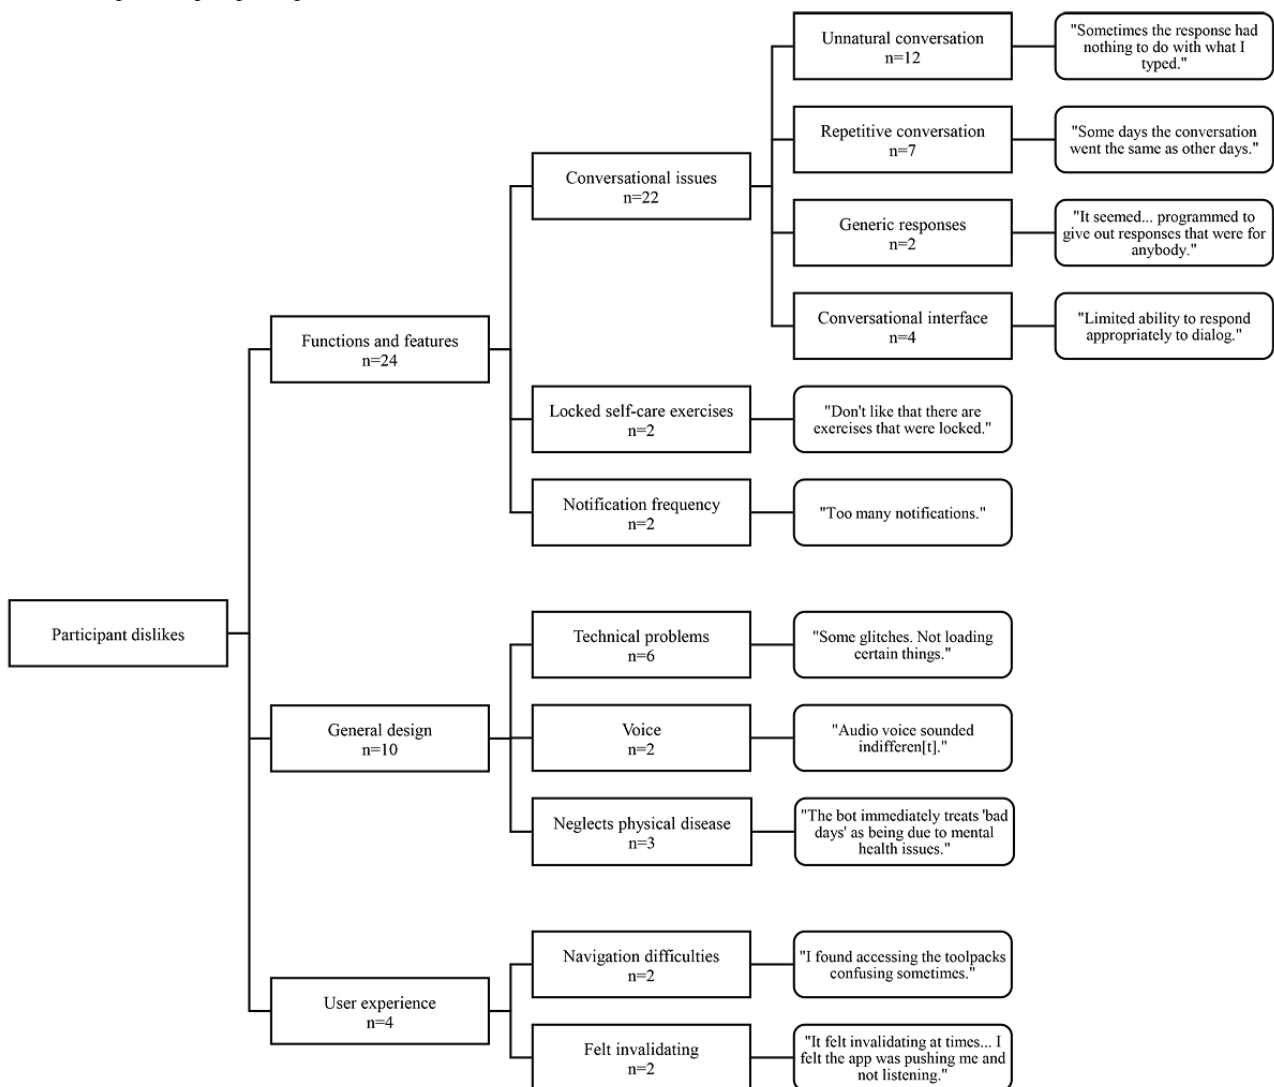 Participant dislikes
Functions and features
n=24
Conversational issues
n=22
Unnatural conversation
n=12
"Sometimes the response had
nothing to do with what I
typed."
Repetitive conversation
n=7
"Some days the conversation
went the same as other days."
Generic responses
n=2
"It seemed... programmed to
give out responses that were for
anybody."
Conversational interface
n=4
"Limited ability to respond
appropriately to dialog."
Locked self-care exercises
n=2
"Don't like that there are
exercises that were locked."
Notification frequency
n=2
"Too many notifications."
General design
n=10
Technical problems
n=6
"Some glitches. Not loading
certain things."
Voice
n=2
"Audio voice sounded
indifferen[t]."
Neglects physical disease
n=3
"The bot immediately treats 'bad
days' as being due to mental
health issues."
User experience
n=4
Navigation difficulties
n=2
"I found accessing the toolpacks
confusing sometimes."
Felt invalidating
n=2
"It felt invalidating at times... I
felt the app was pushing me and
not listening."